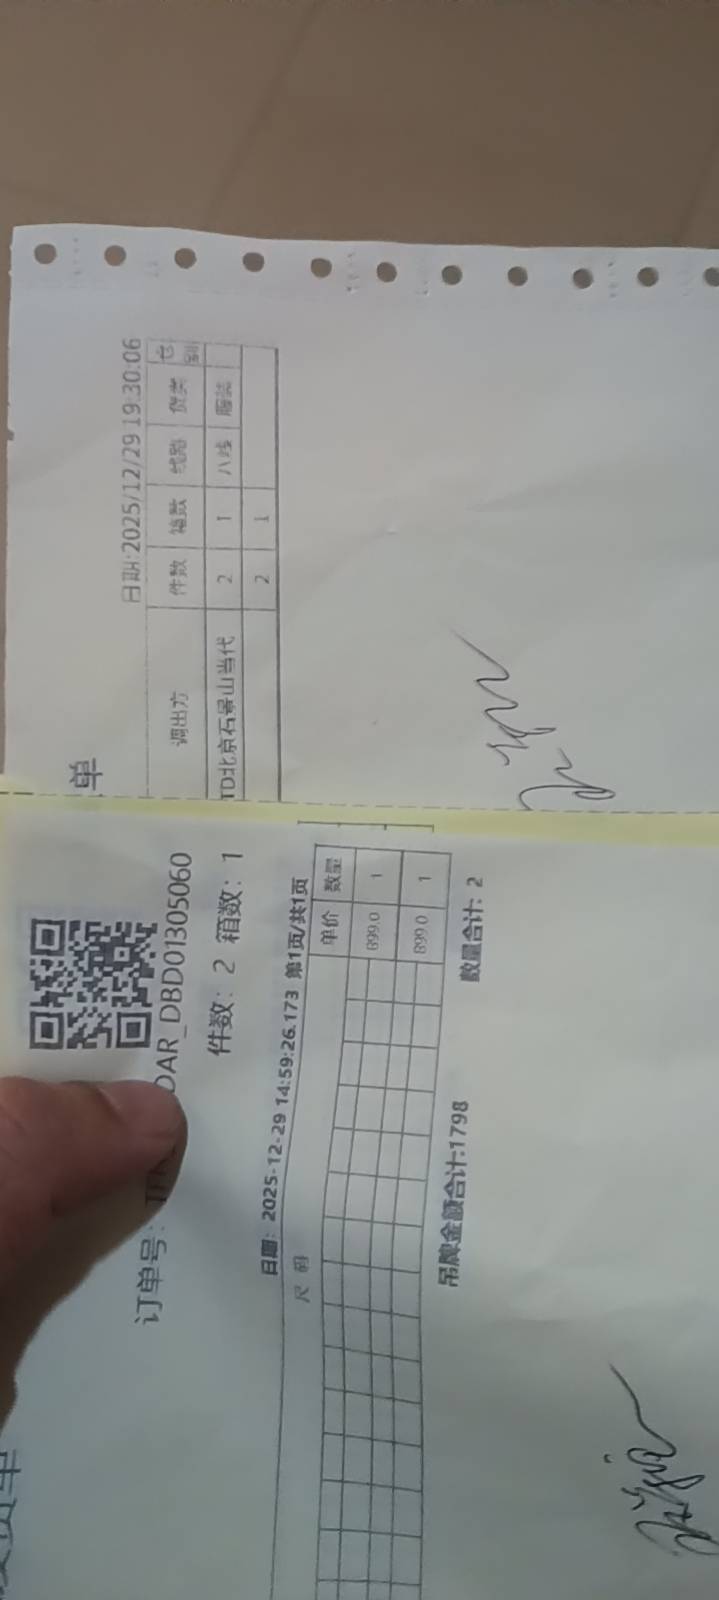 单
日期:2025/12/29 19:30:06
调出方 件数 箱数 线路 货类 仓别
TD北京石景山当代 2 1 八线 服装
2 1
订单号: DAR_DBD01305060
件数: 2 箱数: 1
日期: 2025-12-29 14:59:26.173 第1页/共1页
尺码 单价 数量
899.0 1
899.0 1
吊牌金额合计:1798 数量合计: 2